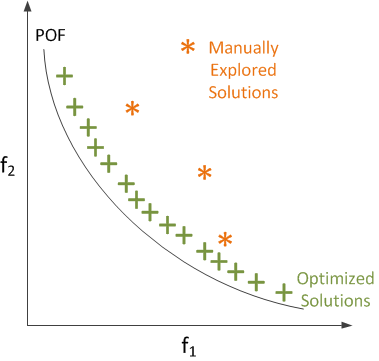 POF
Manually
Explored
Solutions
f2
Optimized
Solutions
f1